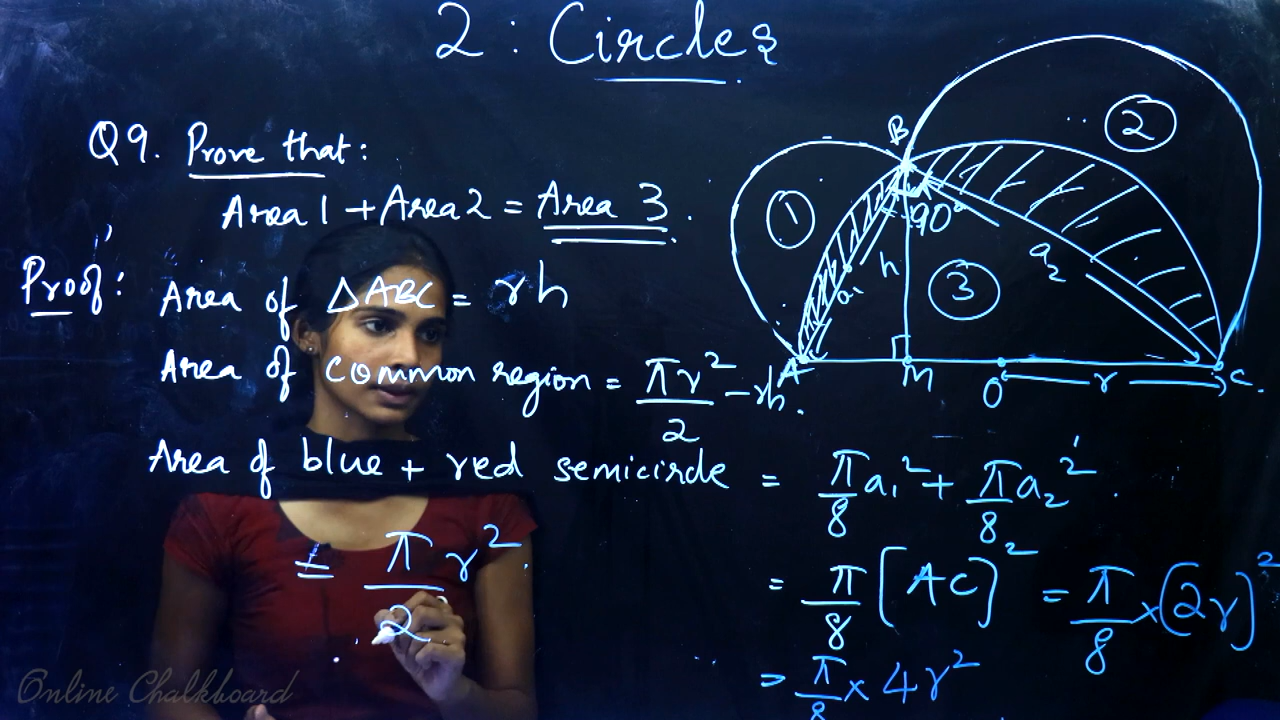 2 : Circles
Q9. Prove that:
Area 1 + Area 2 = Area 3.
Proof: Area of △ABC = rh
Area of common region = πr²/2 - rh.
Area of blue + red semicircle = π/8 a₁² + π/8 a₂².
= π/8 [AC]² = π/8 × (2r)²
= π/8 × 4r²
= π/2 r².
B
2
1
90°
h
a₁
3
a₂
A
M
O
r
C
Online Chalkboard